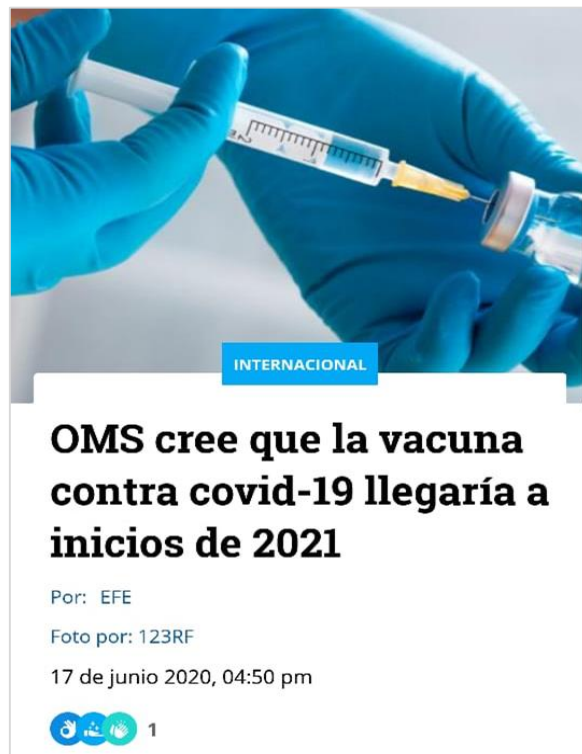 INTERNACIONAL
OMS cree que la vacuna
contra covid-19 llegaría a
inicios de 2021
Por: EFE
Foto por: 123RF
17 de junio 2020, 04:50 pm
1